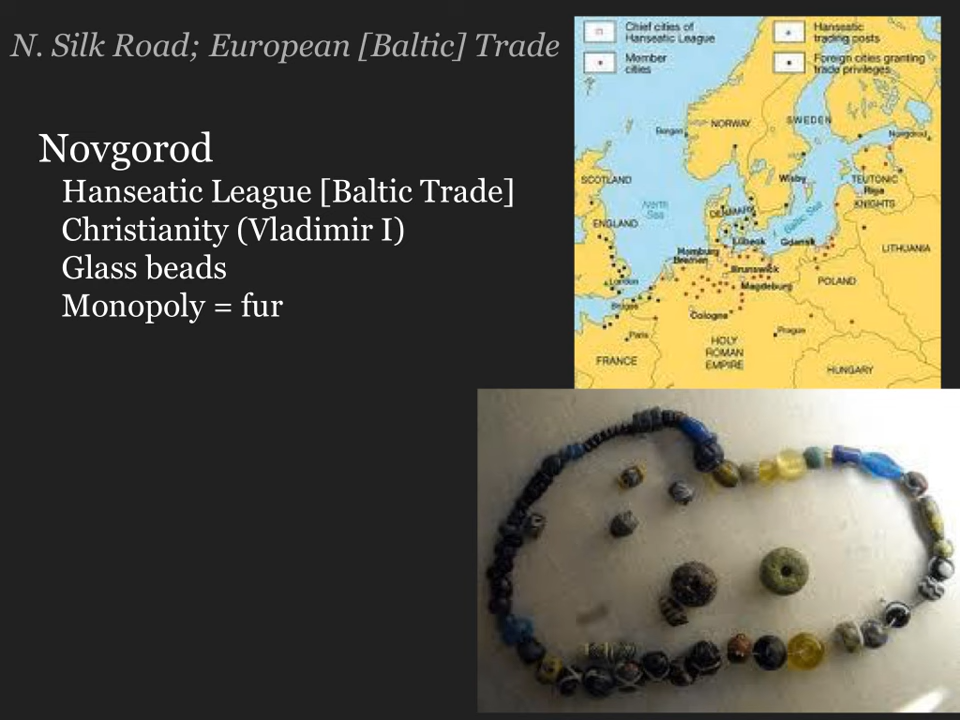 N. Silk Road; European [Baltic] Trade
Novgorod
Hanseatic League [Baltic Trade]
Christianity (Vladimir I)
Glass beads
Monopoly = fur
Chief cities of
Hanseatic League
Member
cities
Hanseatic
trading posts
Foreign cities granting
trade privileges
NORWAY
SWEDEN
Bergen
Novgorod
SCOTLAND
Wisby
TEUTONIC
Riga
KNIGHTS
North
Sea
DENMARK
Baltic Sea
ENGLAND
Lübeck
Gdansk
LITHUANIA
Hamburg
Bremen
Brunswick
POLAND
London
Magdeburg
Bruges
Cologne
Paris
Prague
HOLY
ROMAN
EMPIRE
FRANCE
HUNGARY